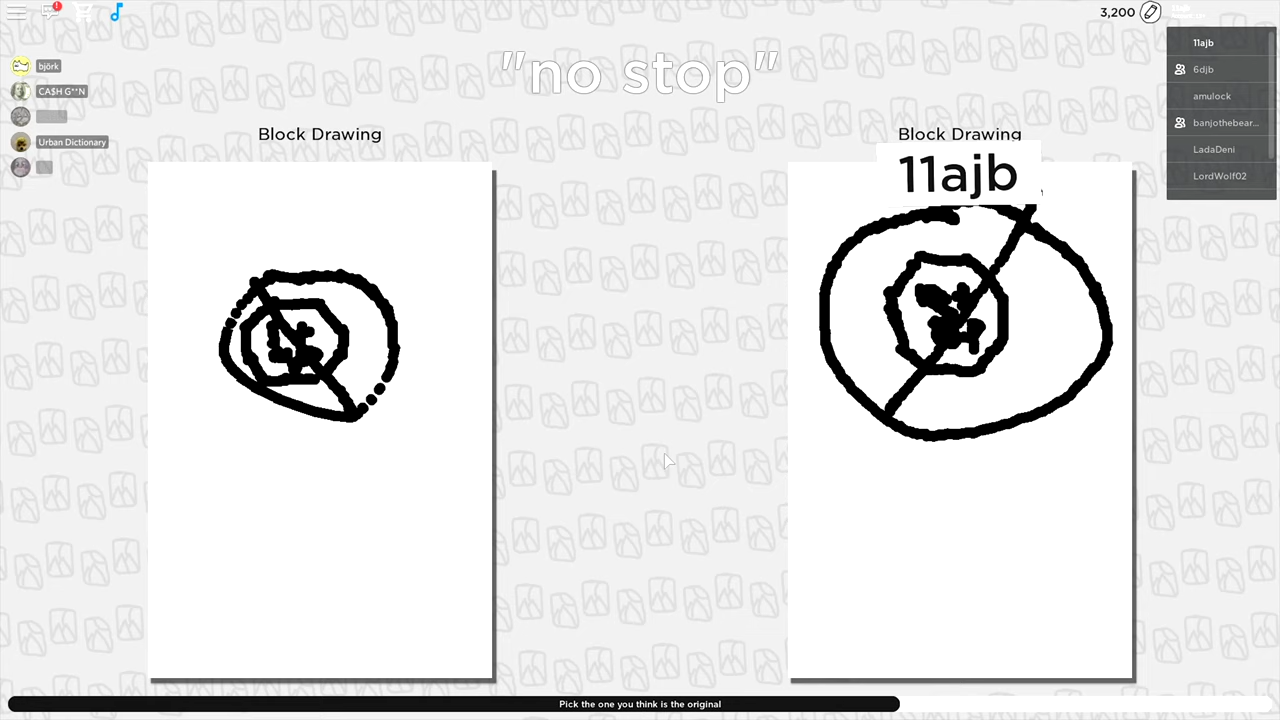 3,200
11ajb
6djb
amulock
banjothebear...
LadaDeni
LordWolf02
björk
CA$H G**N
Urban Dictionary
"no stop"
Block Drawing
Block Drawing
11ajb
Pick the one you think is the original